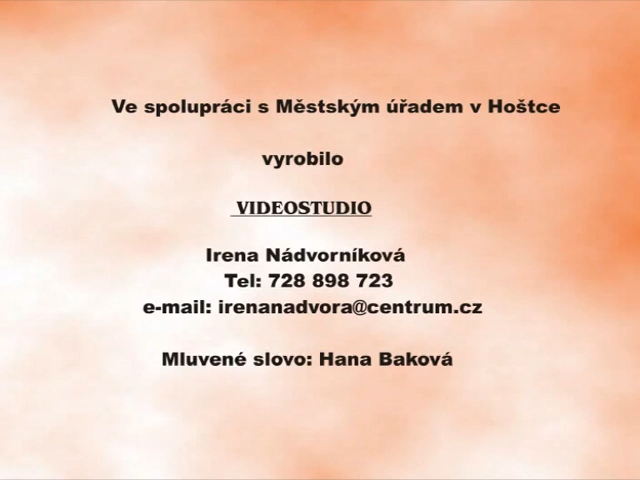 Ve spolupráci s Městským úřadem v Hoštce
vyrobilo
VIDEOSTUDIO
Irena Nádvorníková
Tel: 728 898 723
e-mail: irenanadvora@centrum.cz
Mluvené slovo: Hana Baková